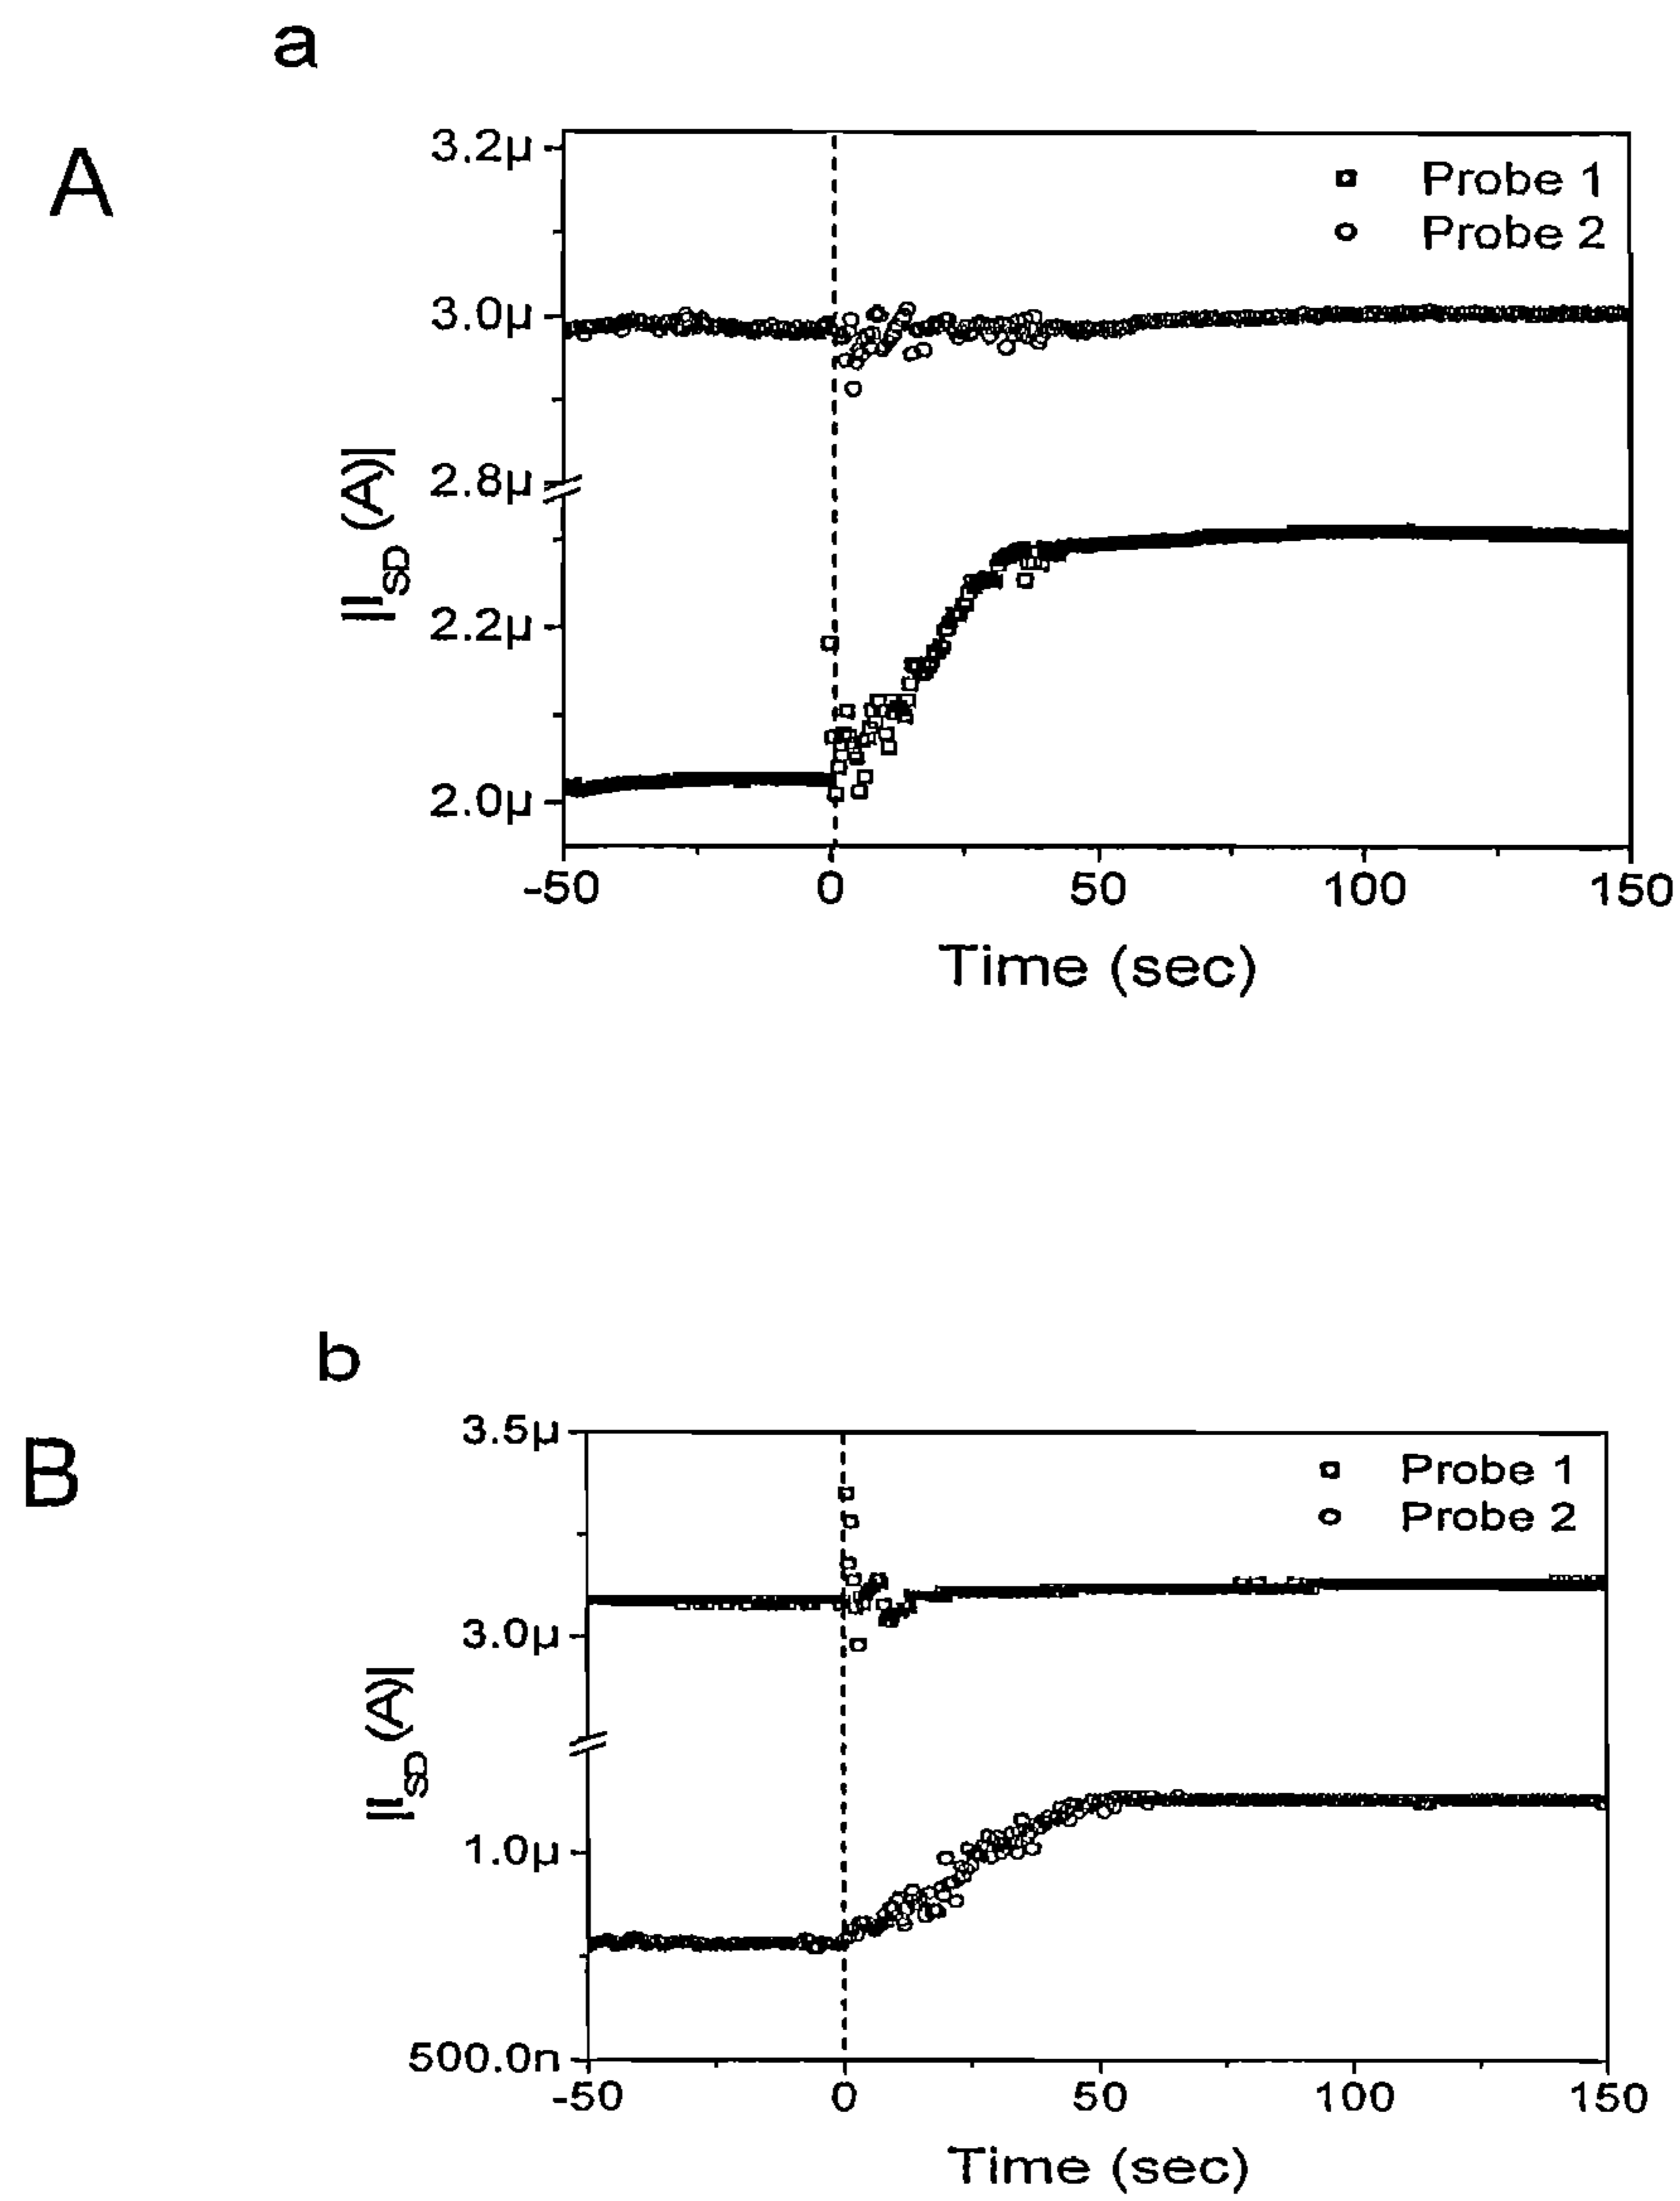 a
A
3.2µ
Probe 1
Probe 2
3.0µ
2.8µ
|I_SD (A)|
2.2µ
2.0µ
-50 0 50 100 150
Time (sec)
b
B
3.5µ
Probe 1
Probe 2
3.0µ
|I_SD (A)|
1.0µ
500.0n
-50 0 50 100 150
Time (sec)